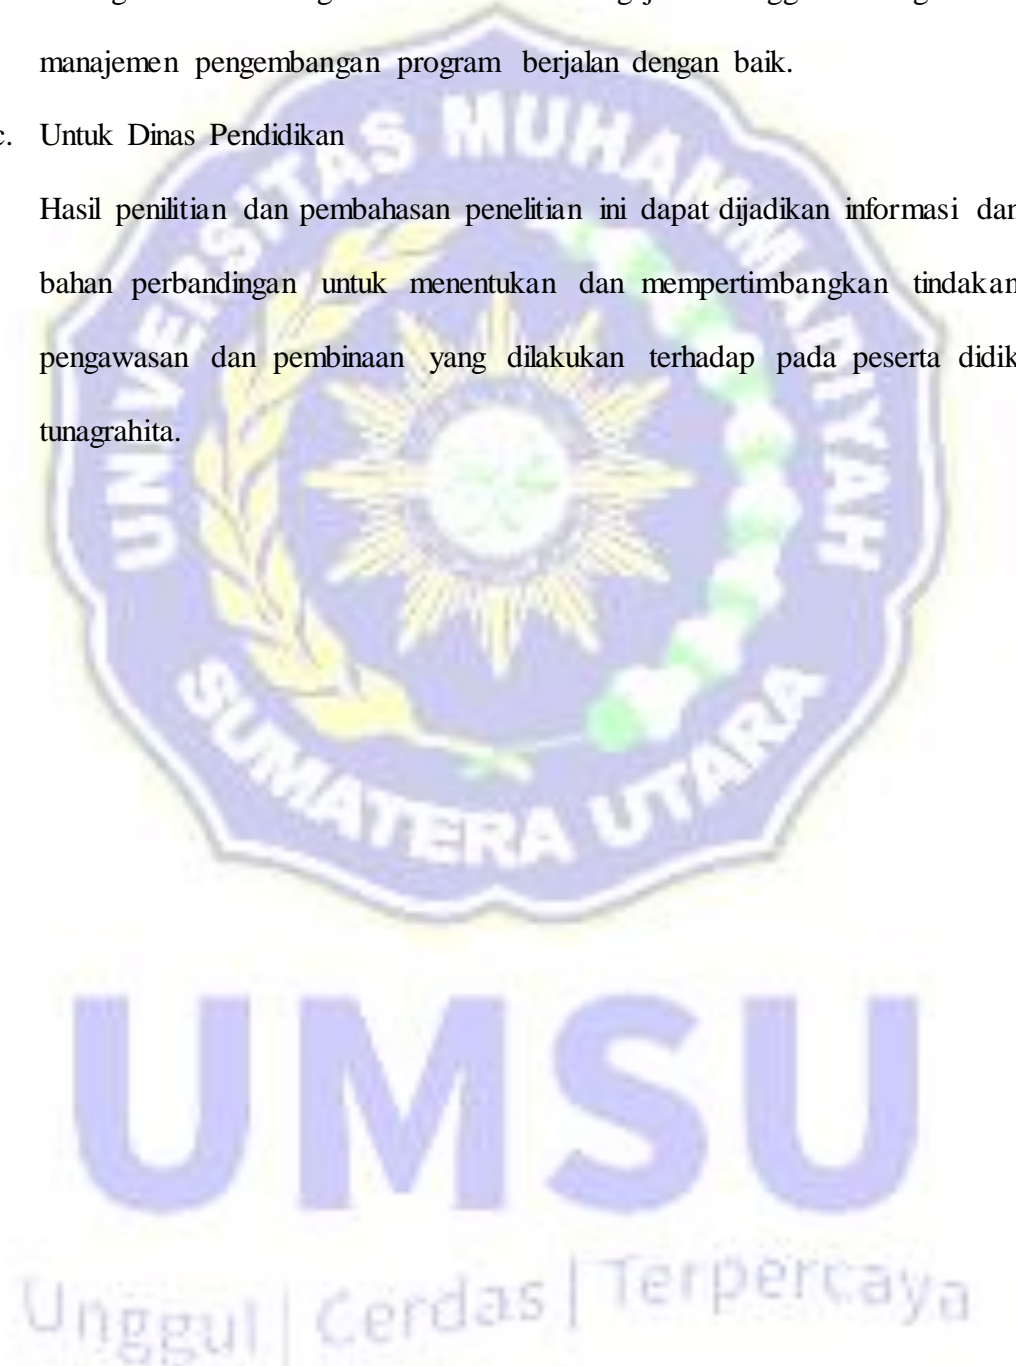 manajemen pengembangan program berjalan dengan baik.
c. Untuk Dinas Pendidikan
Hasil penilitian dan pembahasan penelitian ini dapat dijadikan informasi dan
bahan perbandingan untuk menentukan dan mempertimbangkan tindakan
pengawasan dan pembinaan yang dilakukan terhadap pada peserta didik
tunagrahita.
UNIVERSITAS MUHAMMADIYAH
SUMATERA UTARA
UMSU
Unggul | Cerdas | Terpercaya